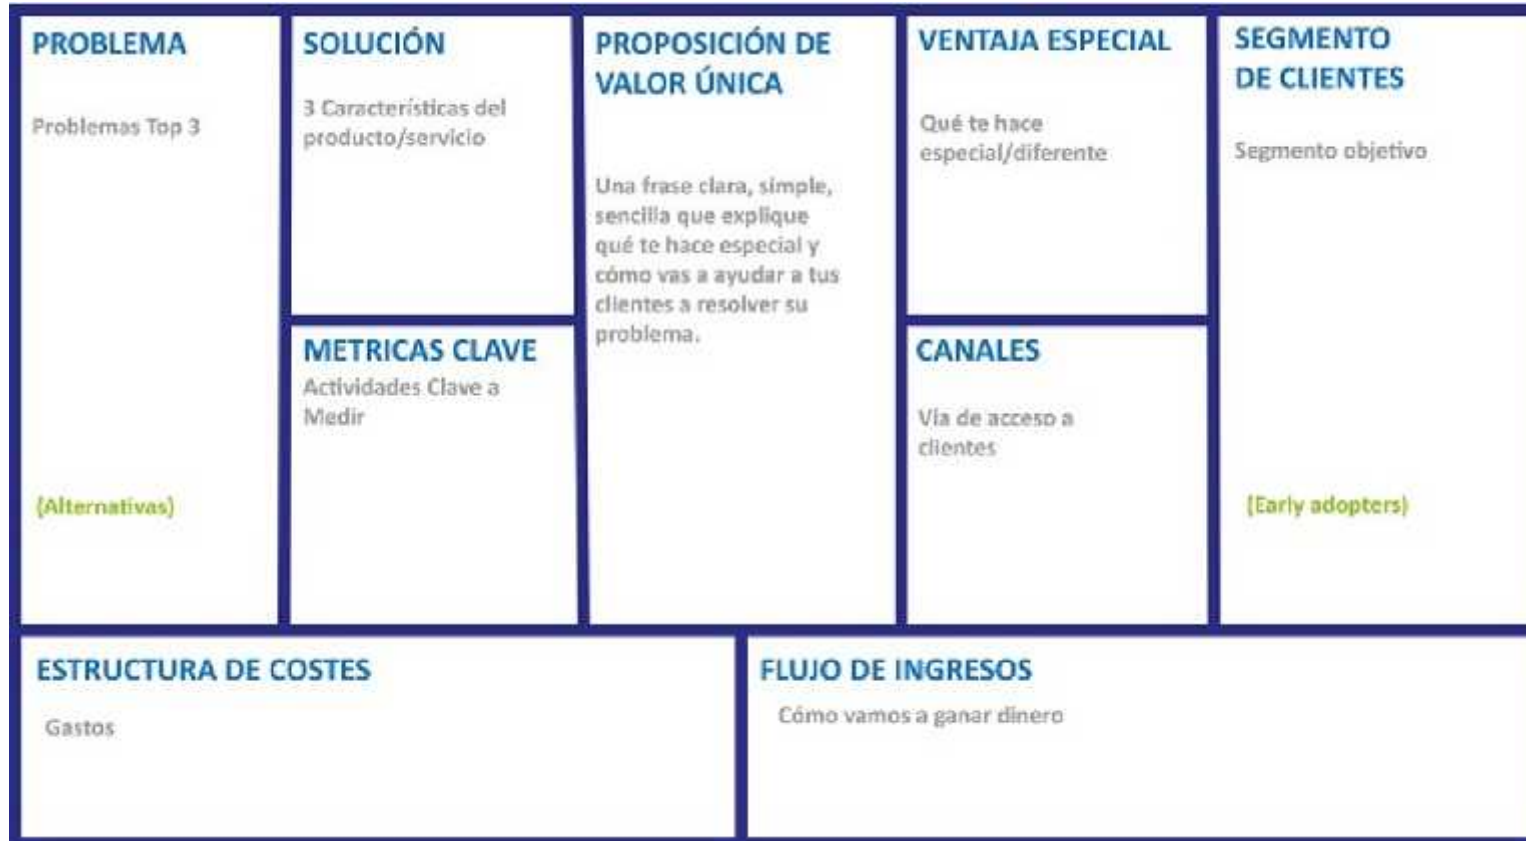 PROBLEMA
Problemas Top 3
(Alternativas)
SOLUCIÓN
3 Características del
producto/servicio
METRICAS CLAVE
Actividades Clave a
Medir
PROPOSICIÓN DE
VALOR ÚNICA
Una frase clara, simple,
sencilla que explique
qué te hace especial y
cómo vas a ayudar a tus
clientes a resolver su
problema.
VENTAJA ESPECIAL
Qué te hace
especial/diferente
CANALES
Vía de acceso a
clientes
SEGMENTO
DE CLIENTES
Segmento objetivo
(Early adopters)
ESTRUCTURA DE COSTES
Gastos
FLUJO DE INGRESOS
Cómo vamos a ganar dinero